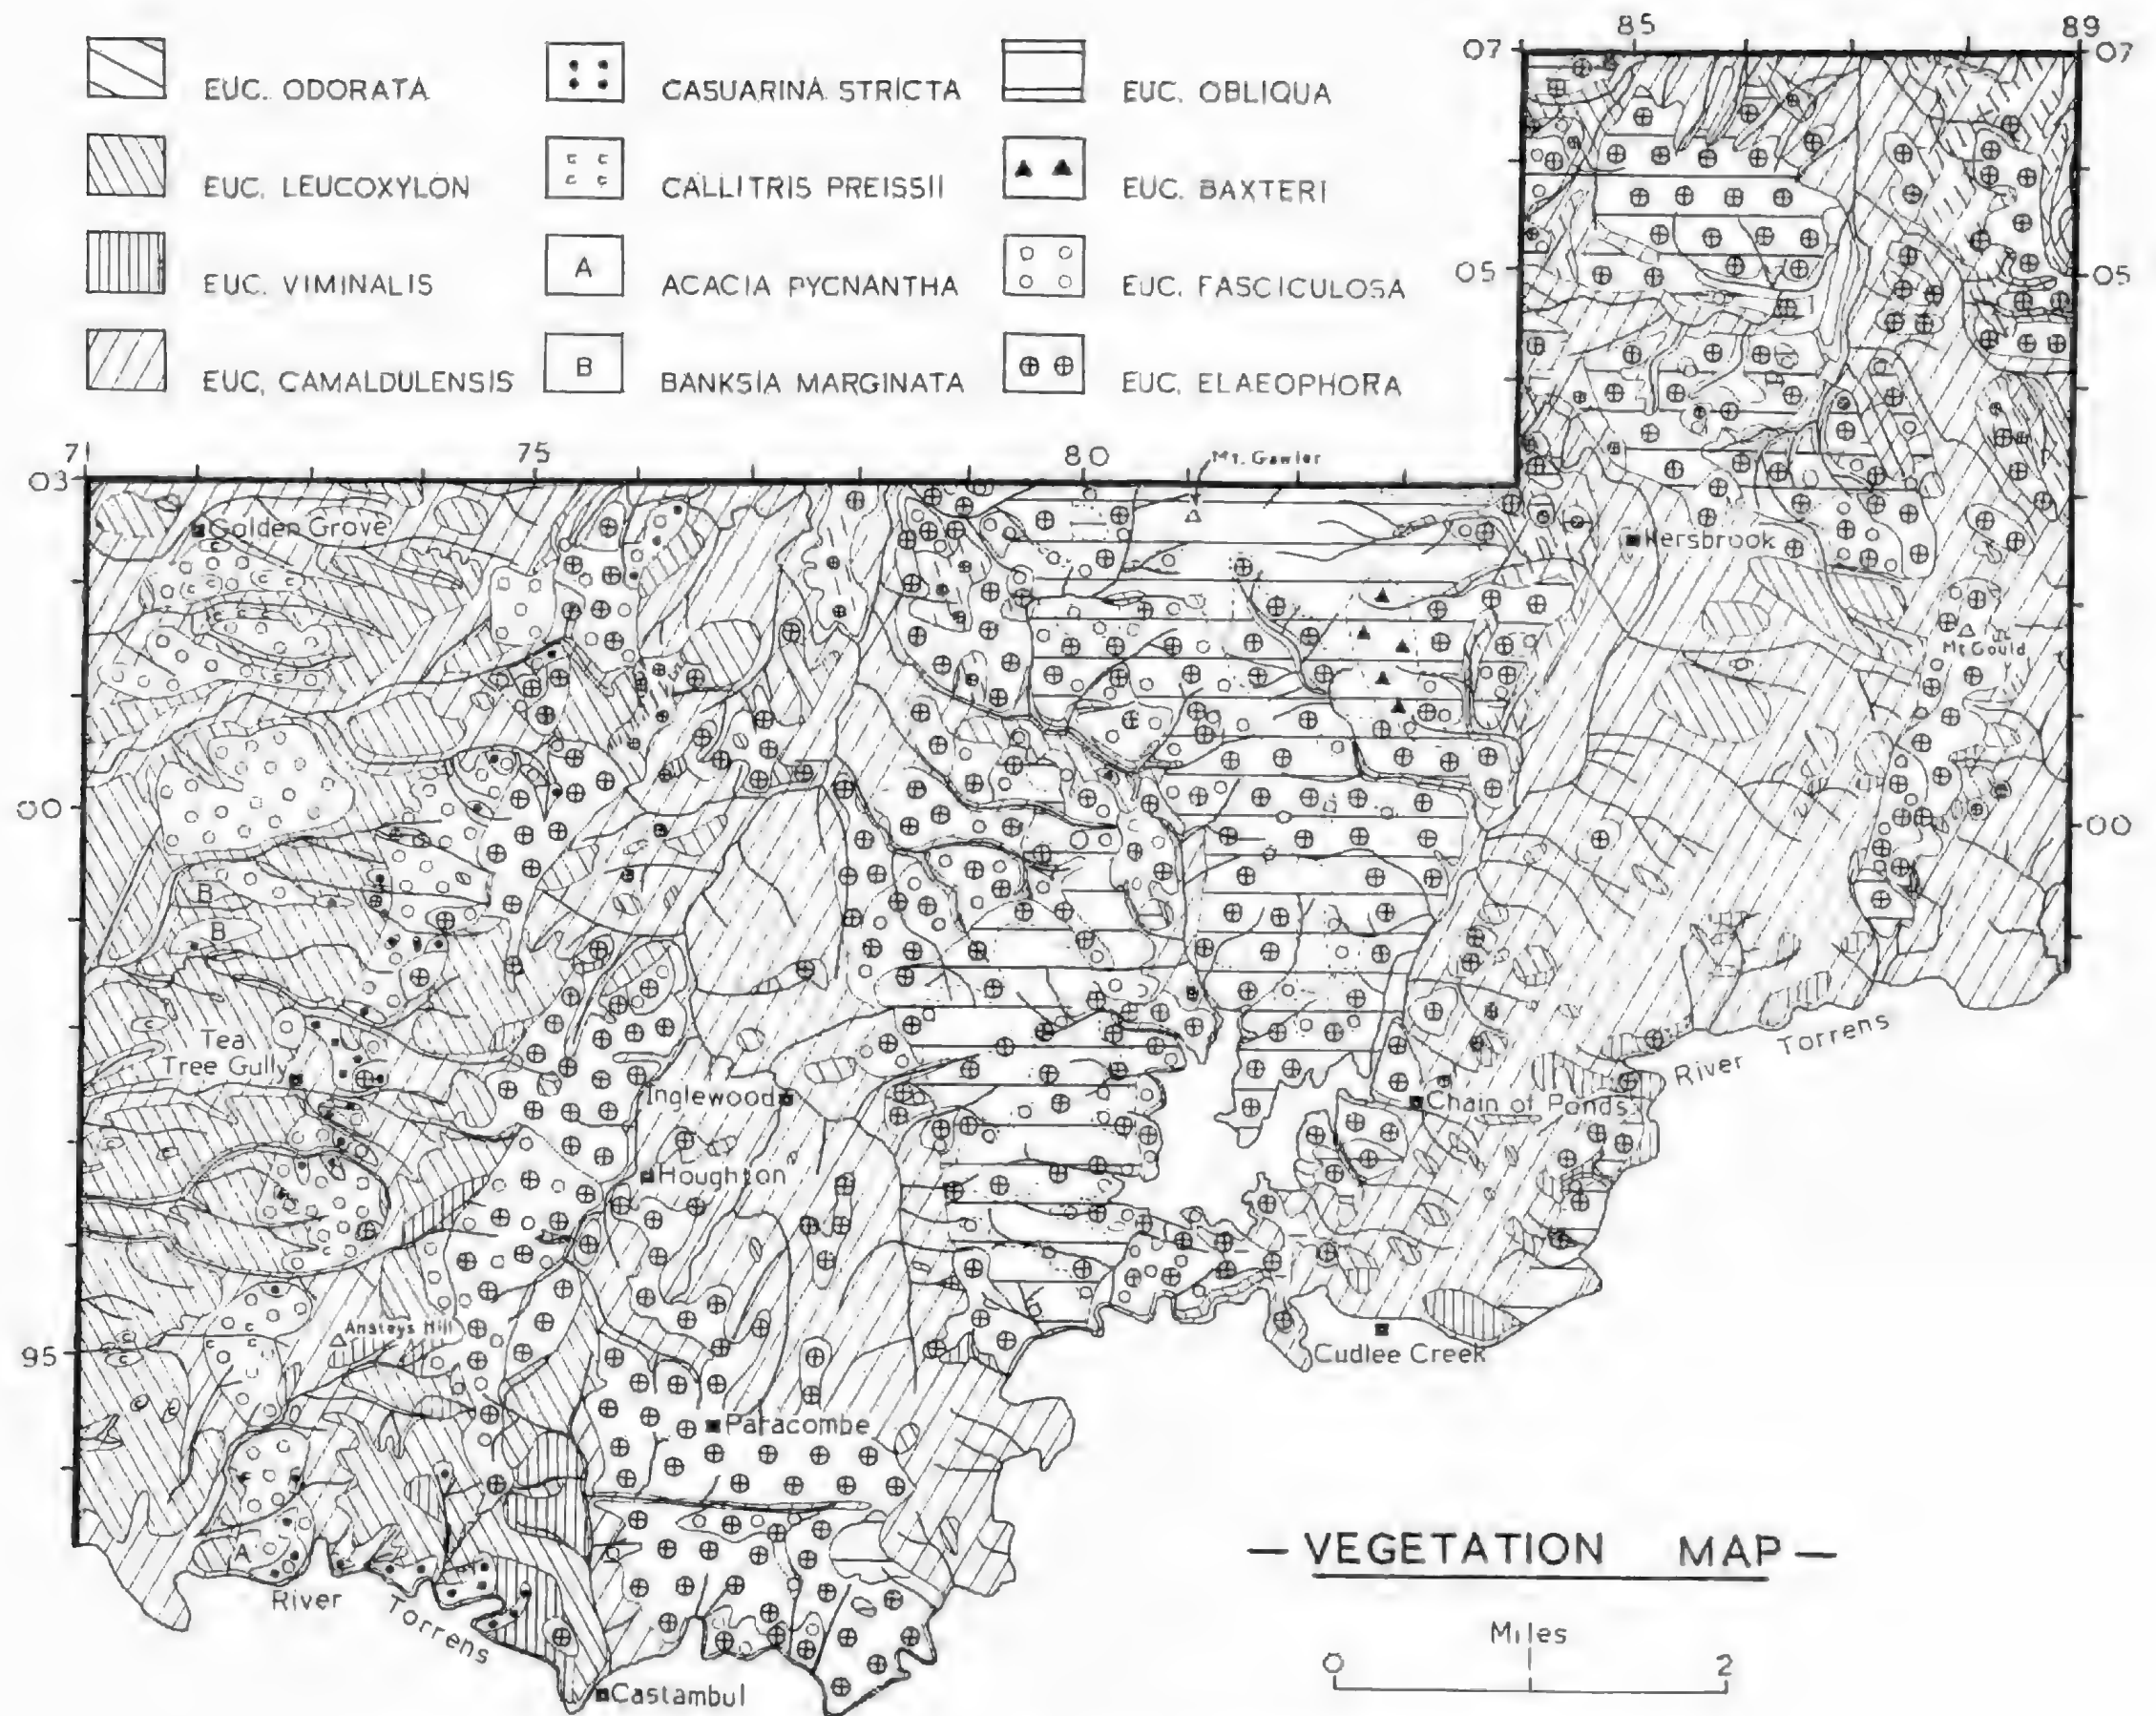 85 89
07 07
EUC. ODORATA CASUARINA STRICTA EUC. OBLIQUA
EUC. LEUCOXYLON C C C C CALLITRIS PREISSII EUC. BAXTERI
EUC. VIMINALIS A ACACIA PYCNANTHA EUC. FASCICULOSA
05 05
EUC. CAMALDULENSIS B BANKSIA MARGINATA EUC. ELAEOPHORA
71 75 80 Mt. Gawler
03
Golden Grove
Kersbrook
Mt Gould
00 00
B
B
Tea
Tree Gully
River Torrens
Inglewood
Chain of Ponds
Houghton
Ansteys Hill
95
Cudlee Creek
Paracombe
A
River Torrens
Castambul
— VEGETATION MAP —
Miles
0 2